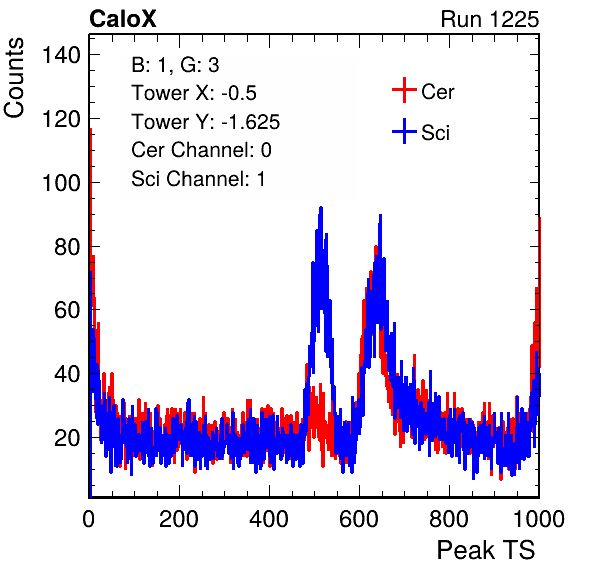 CaloX Run 1225
Counts
B: 1, G: 3
Tower X: -0.5
Tower Y: -1.625
Cer Channel: 0
Sci Channel: 1
Cer
Sci
140
120
100
80
60
40
20
0 200 400 600 800 1000
Peak TS